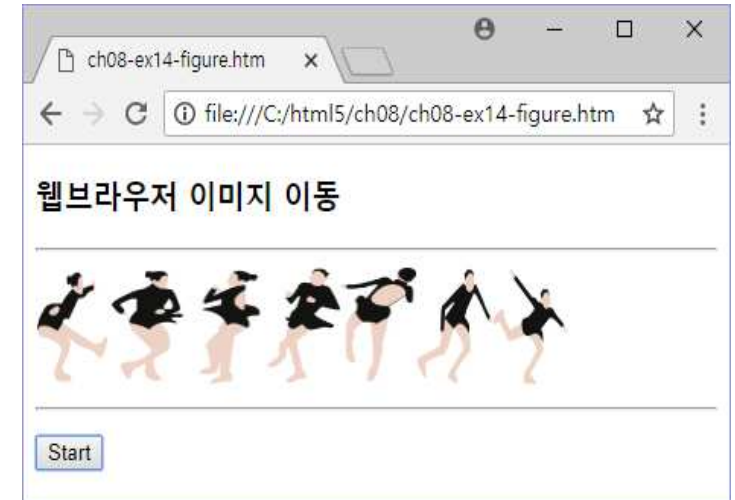 ch08-ex14-figure.htm
file:///C:/html5/ch08/ch08-ex14-figure.htm
웹브라우저 이미지 이동
Start